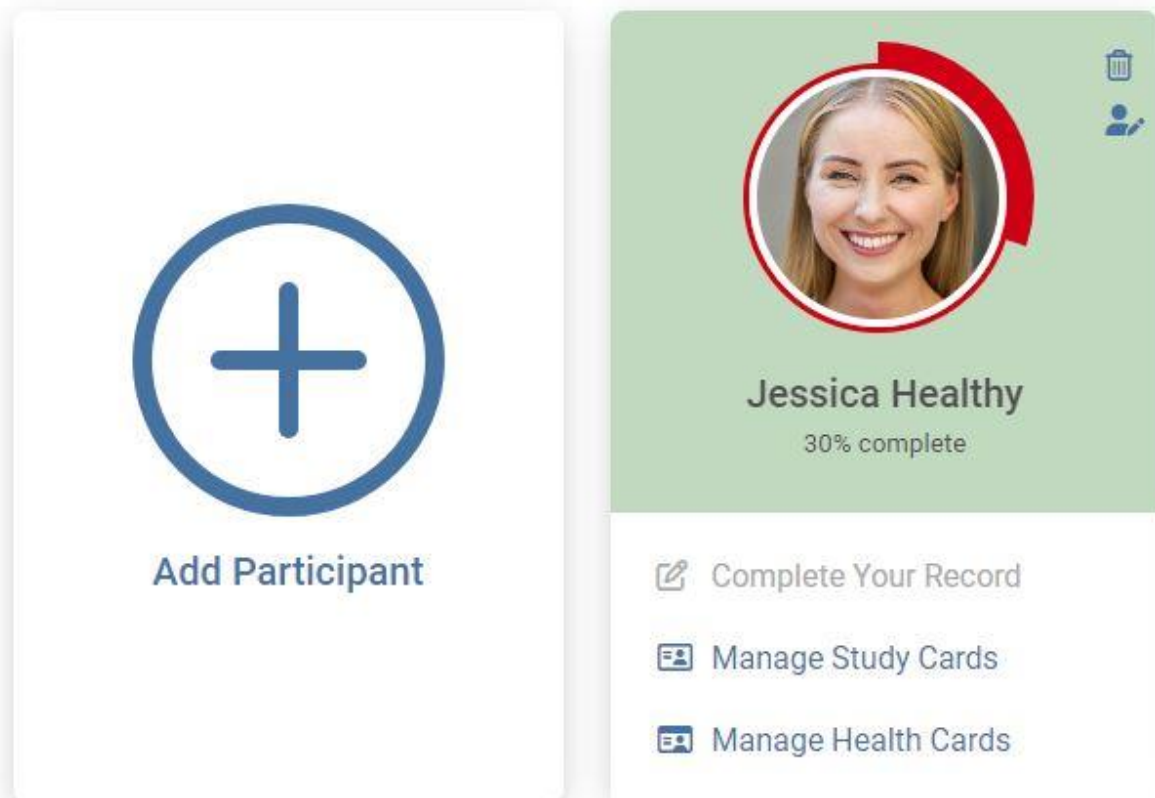 Add Participant
Jessica Healthy
30% complete
Complete Your Record
Manage Study Cards
Manage Health Cards